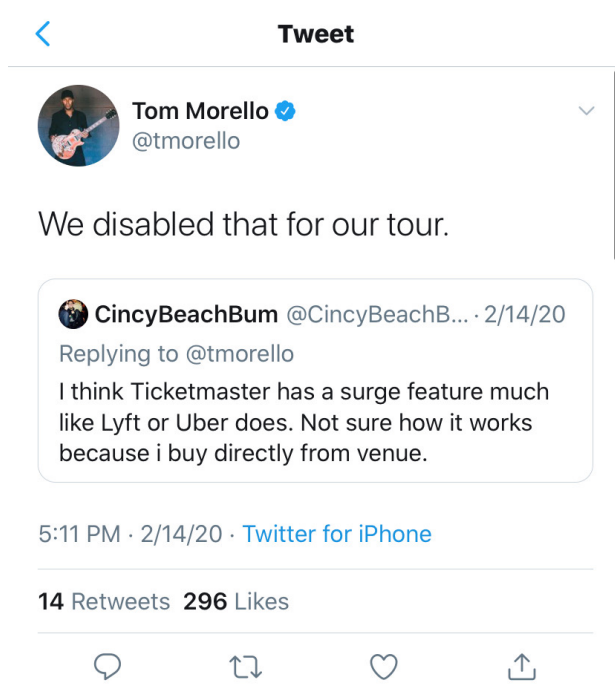 Tweet
Tom Morello
@tmorello
We disabled that for our tour.
CincyBeachBum @CincyBeachB... · 2/14/20
Replying to @tmorello
I think Ticketmaster has a surge feature much
like Lyft or Uber does. Not sure how it works
because i buy directly from venue.
5:11 PM · 2/14/20 · Twitter for iPhone
14 Retweets 296 Likes